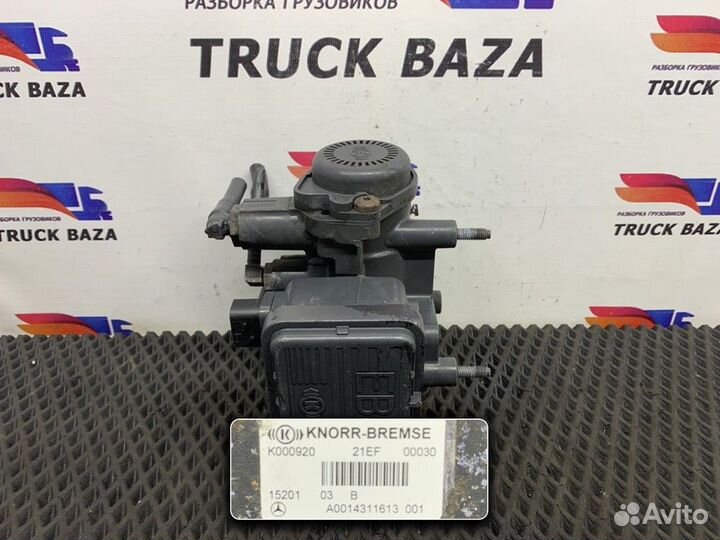 РАЗБОРКА ГРУЗОВИКОВ
TRUCK BAZA
РАЗБОРКА ГРУЗОВИКОВ
TRUCK BAZA
РАЗБОРКА ГРУЗОВИКОВ
TRUCK BAZA
РАЗБОРКА ГРУЗОВИКОВ
TRUCK BAZA
РАЗБОРКА ГРУЗОВИКОВ
TRUCK BAZA
EB
KNORR-BREMSE
K000920 21EF 00030
15201 03 B
A0014311613 001
Avito